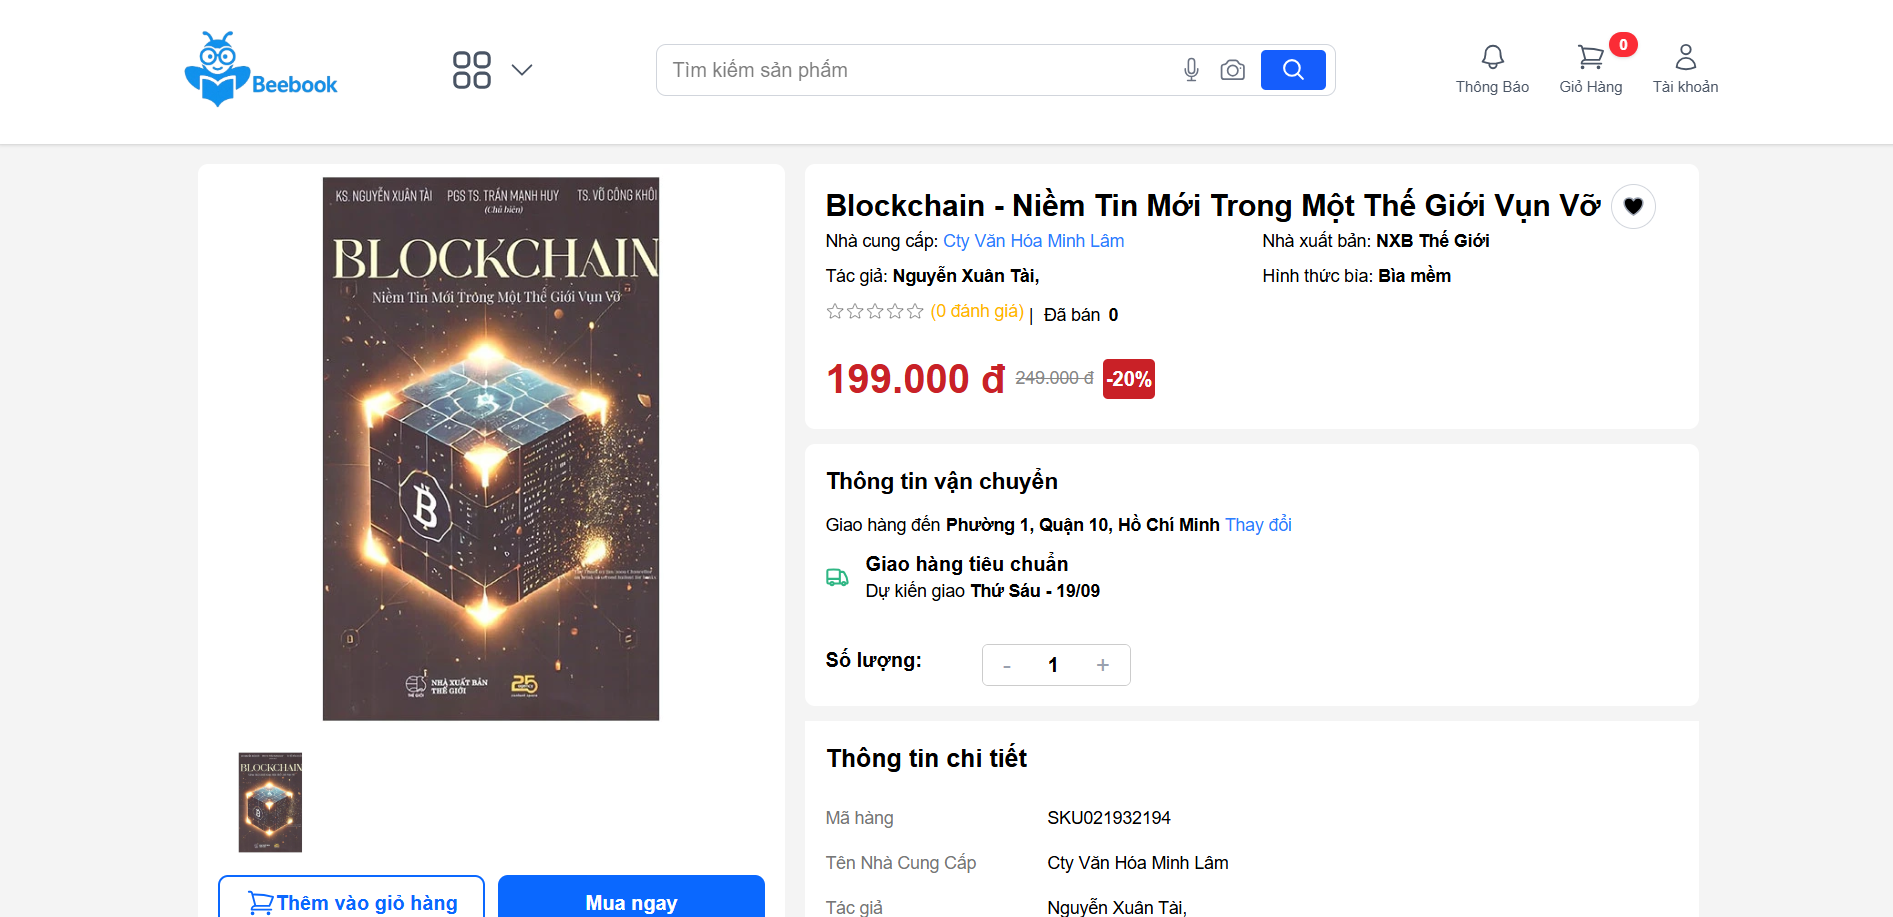 Beebook
Tìm kiếm sản phẩm
Thông Báo
0
Giỏ Hàng
Tài khoản
KS. NGUYỄN XUÂN TÀI PGS TS. TRẦN MẠNH HUY TS. VÕ CÔNG KHÔI
(Chủ biên)
BLOCKCHAIN
Niềm Tin Mới Trong Một Thế Giới Vụn Vỡ
THẾ GIỚI
NHÀ XUẤT BẢN
THẾ GIỚI
25
BLOCKCHAIN
Thêm vào giỏ hàng
Mua ngay
Blockchain - Niềm Tin Mới Trong Một Thế Giới Vụn Vỡ
Nhà cung cấp: Cty Văn Hóa Minh Lâm Nhà xuất bản: NXB Thế Giới
Tác giả: Nguyễn Xuân Tài, Hình thức bìa: Bìa mềm
(0 đánh giá) | Đã bán 0
199.000 đ 249.000 đ -20%
Thông tin vận chuyển
Giao hàng đến Phường 1, Quận 10, Hồ Chí Minh Thay đổi
Giao hàng tiêu chuẩn
Dự kiến giao Thứ Sáu - 19/09
Số lượng: - 1 +
Thông tin chi tiết
Mã hàng SKU021932194
Tên Nhà Cung Cấp Cty Văn Hóa Minh Lâm
Tác giả Nguyễn Xuân Tài,